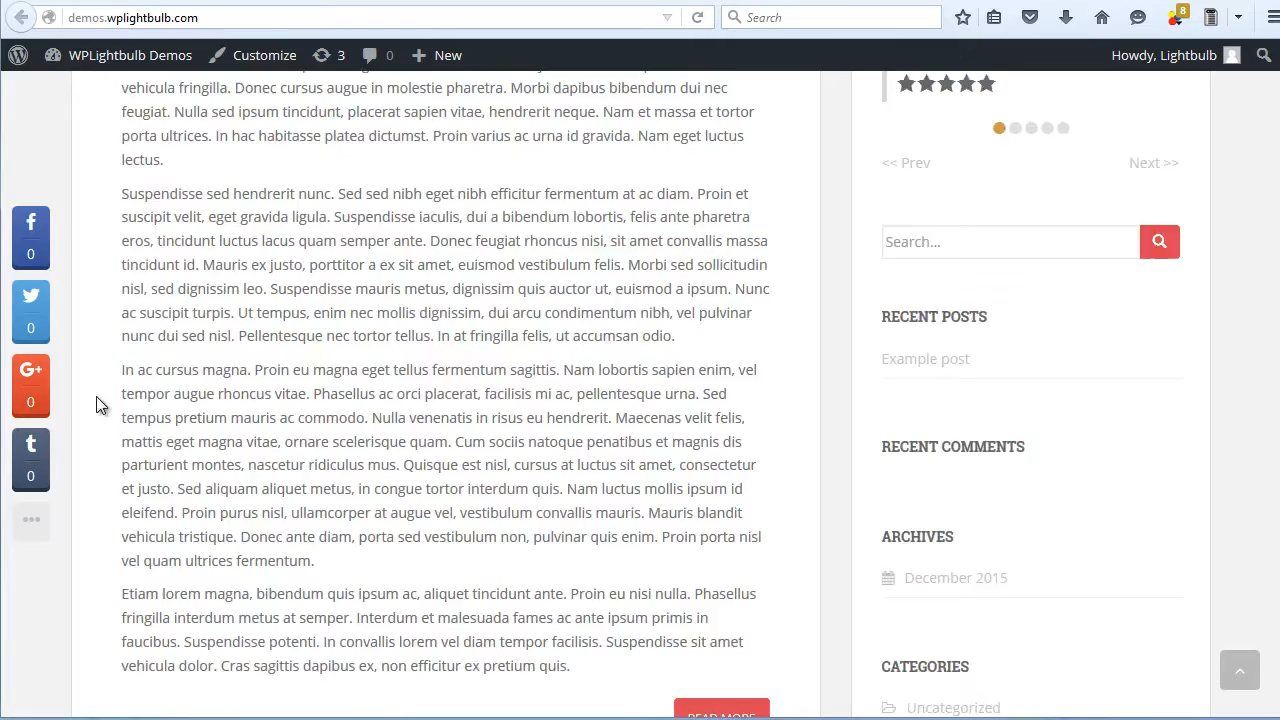 demos.wplightbulb.com
Search
8
WPLightbulb Demos
Customize
3
0
New
Howdy, Lightbulb
vehicula fringilla. Donec cursus augue in molestie pharetra. Morbi dapibus bibendum dui nec
feugiat. Nulla sed ipsum tincidunt, placerat sapien vitae, hendrerit neque. Nam et massa et tortor
porta ultrices. In hac habitasse platea dictumst. Proin varius ac urna id gravida. Nam eget luctus
lectus.
Suspendisse sed hendrerit nunc. Sed sed nibh eget nibh efficitur fermentum at ac diam. Proin et
suscipit velit, eget gravida ligula. Suspendisse iaculis, dui a bibendum lobortis, felis ante pharetra
eros, tincidunt luctus lacus quam semper ante. Donec feugiat rhoncus nisi, sit amet convallis massa
tincidunt id. Mauris ex justo, porttitor a ex sit amet, euismod vestibulum felis. Morbi sed sollicitudin
nisl, sed dignissim leo. Suspendisse mauris metus, dignissim quis auctor ut, euismod a ipsum. Nunc
ac suscipit turpis. Ut tempus, enim nec mollis dignissim, dui arcu condimentum nibh, vel pulvinar
nunc dui sed nisl. Pellentesque nec tortor tellus. In at fringilla felis, ut accumsan odio.
In ac cursus magna. Proin eu magna eget tellus fermentum sagittis. Nam lobortis sapien enim, vel
tempor augue rhoncus vitae. Phasellus ac orci placerat, facilisis mi ac, pellentesque urna. Sed
tempus pretium mauris ac commodo. Nulla venenatis in risus eu hendrerit. Maecenas velit felis,
mattis eget magna vitae, ornare scelerisque quam. Cum sociis natoque penatibus et magnis dis
parturient montes, nascetur ridiculus mus. Quisque est nisl, cursus at luctus sit amet, consectetur
et justo. Sed aliquam aliquet metus, in congue tortor interdum quis. Nam luctus mollis ipsum id
eleifend. Proin purus nisl, ullamcorper at augue vel, vestibulum convallis mauris. Mauris blandit
vehicula tristique. Donec ante diam, porta sed vestibulum non, pulvinar quis enim. Proin porta nisl
vel quam ultrices fermentum.
Etiam lorem magna, bibendum quis ipsum ac, aliquet tincidunt ante. Proin eu nisi nulla. Phasellus
fringilla interdum metus at semper. Interdum et malesuada fames ac ante ipsum primis in
faucibus. Suspendisse potenti. In convallis lorem vel diam tempor facilisis. Suspendisse sit amet
vehicula dolor. Cras sagittis dapibus ex, non efficitur ex pretium quis.
READ MORE
f
0
0
G+
0
t
0
<< Prev
Next >>
Search...
RECENT POSTS
Example post
RECENT COMMENTS
ARCHIVES
December 2015
CATEGORIES
Uncategorized